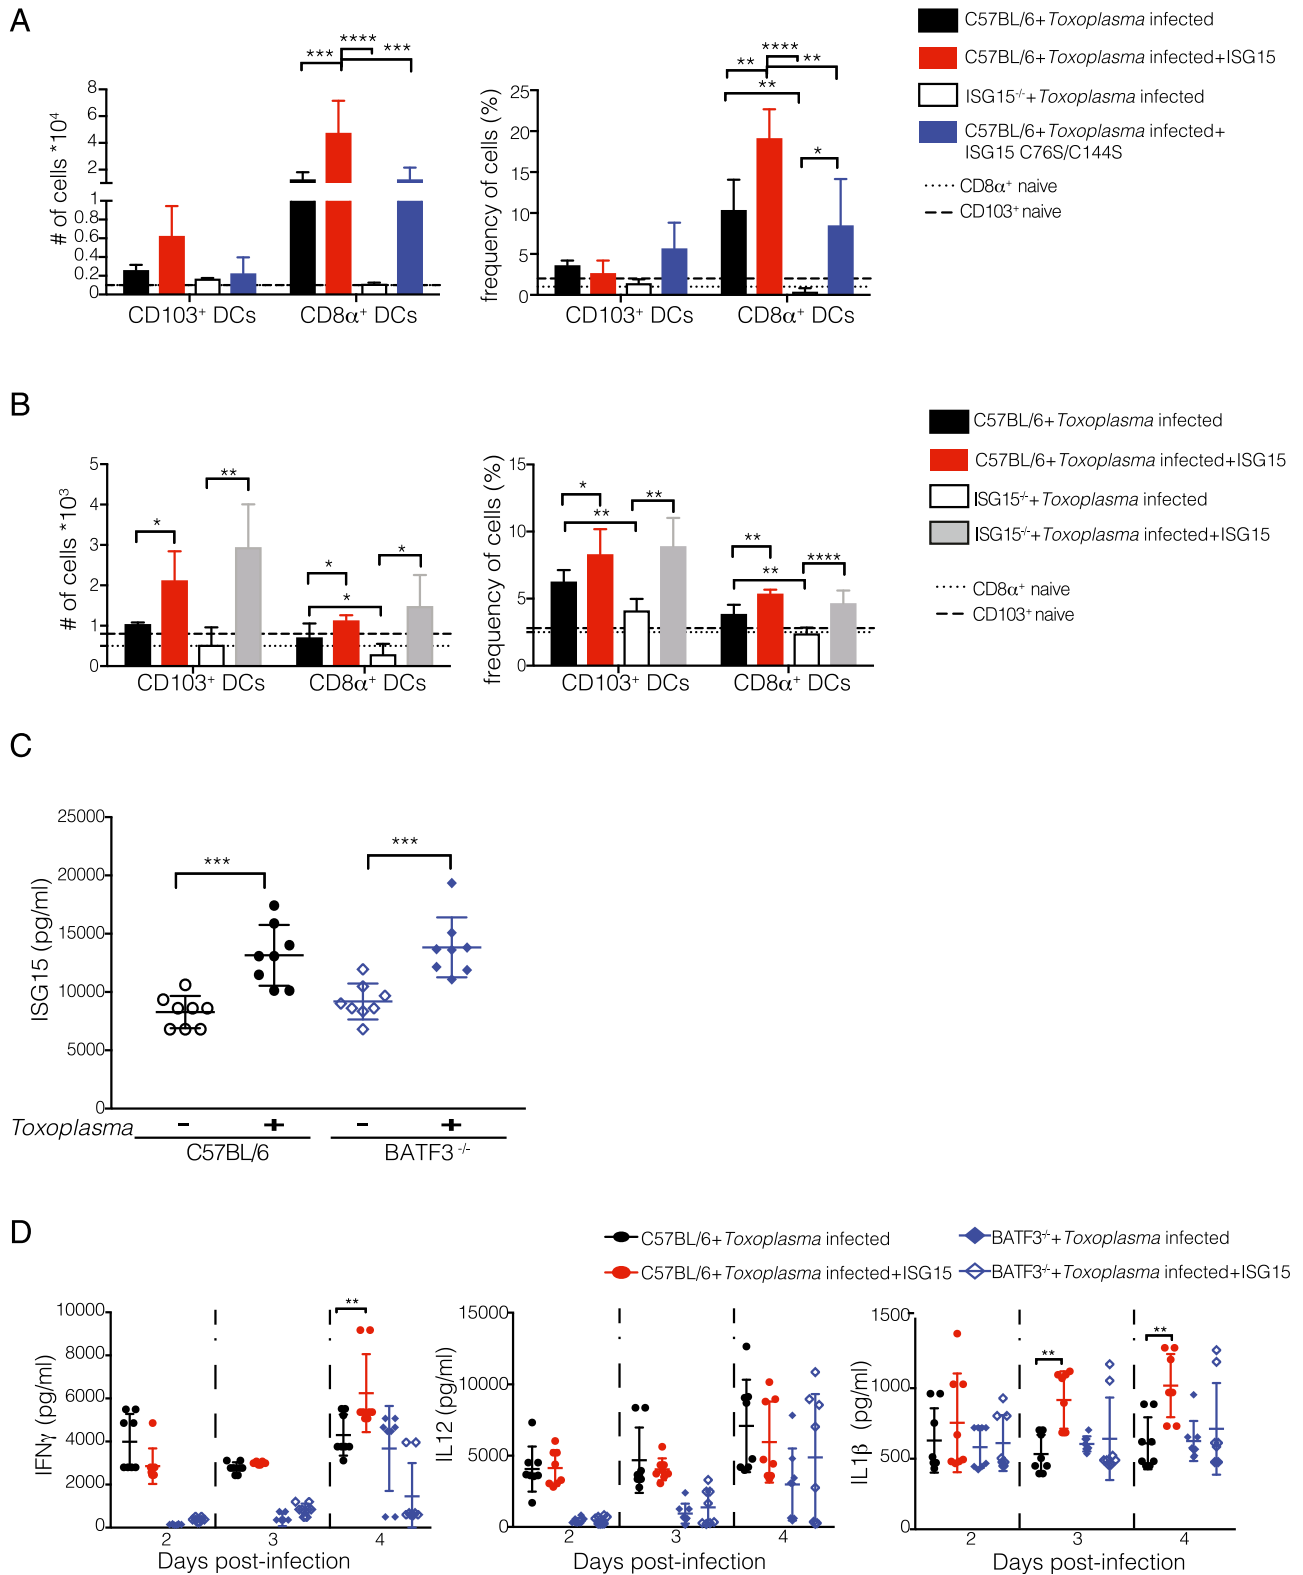 A
C57BL/6+Toxoplasma infected
C57BL/6+Toxoplasma infected+ISG15
ISG15-/-+Toxoplasma infected
C57BL/6+Toxoplasma infected+
ISG15 C76S/C144S
CD8α+ naive
CD103+ naive
# of cells *10^4
8
6
4
2
1
0.8
0.6
0.4
0.2
0
*** **** ***
CD103+ DCs CD8α+ DCs
frequency of cells (%)
25
20
15
10
5
0
** **** **
**
*
CD103+ DCs CD8α+ DCs
B
C57BL/6+Toxoplasma infected
C57BL/6+Toxoplasma infected+ISG15
ISG15-/-+Toxoplasma infected
ISG15-/-+Toxoplasma infected+ISG15
CD8α+ naive
CD103+ naive
# of cells *10^3
5
4
3
2
1
0
* ** * * *
CD103+ DCs CD8α+ DCs
frequency of cells (%)
15
10
5
0
* ** ** ** ** ****
CD103+ DCs CD8α+ DCs
C
ISG15 (pg/ml)
25000
20000
15000
10000
5000
0
*** ***
Toxoplasma - + - +
C57BL/6 BATF3 -/-
D
C57BL/6+Toxoplasma infected
C57BL/6+Toxoplasma infected+ISG15
BATF3-/-+Toxoplasma infected
BATF3-/-+Toxoplasma infected+ISG15
IFNγ (pg/ml)
10000
8000
6000
4000
2000
0
**
2 3 4
Days post-infection
IL12 (pg/ml)
15000
10000
5000
0
2 3 4
Days post-infection
IL1β (pg/ml)
1500
1000
500
0
** **
2 3 4
Days post-infection